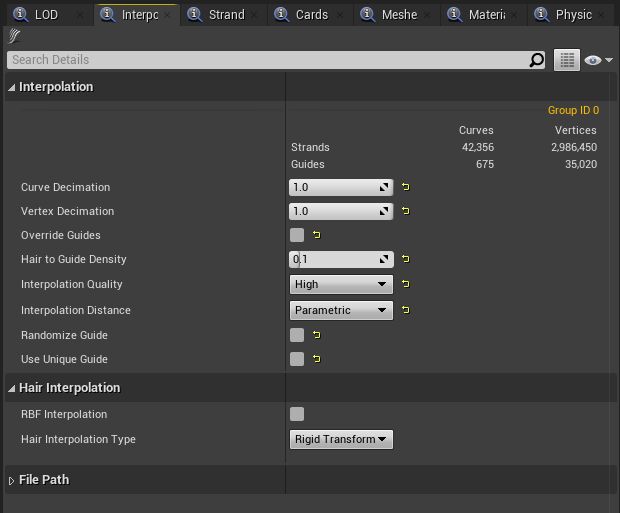 LOD Interpo Strand Cards Meshe Materia Physic
Search Details
Interpolation
Group ID 0
Curves Vertices
Strands 42,356 2,986,450
Guides 675 35,020
Curve Decimation 1.0
Vertex Decimation 1.0
Override Guides
Hair to Guide Density 0.1
Interpolation Quality High
Interpolation Distance Parametric
Randomize Guide
Use Unique Guide
Hair Interpolation
RBF Interpolation
Hair Interpolation Type Rigid Transform
File Path